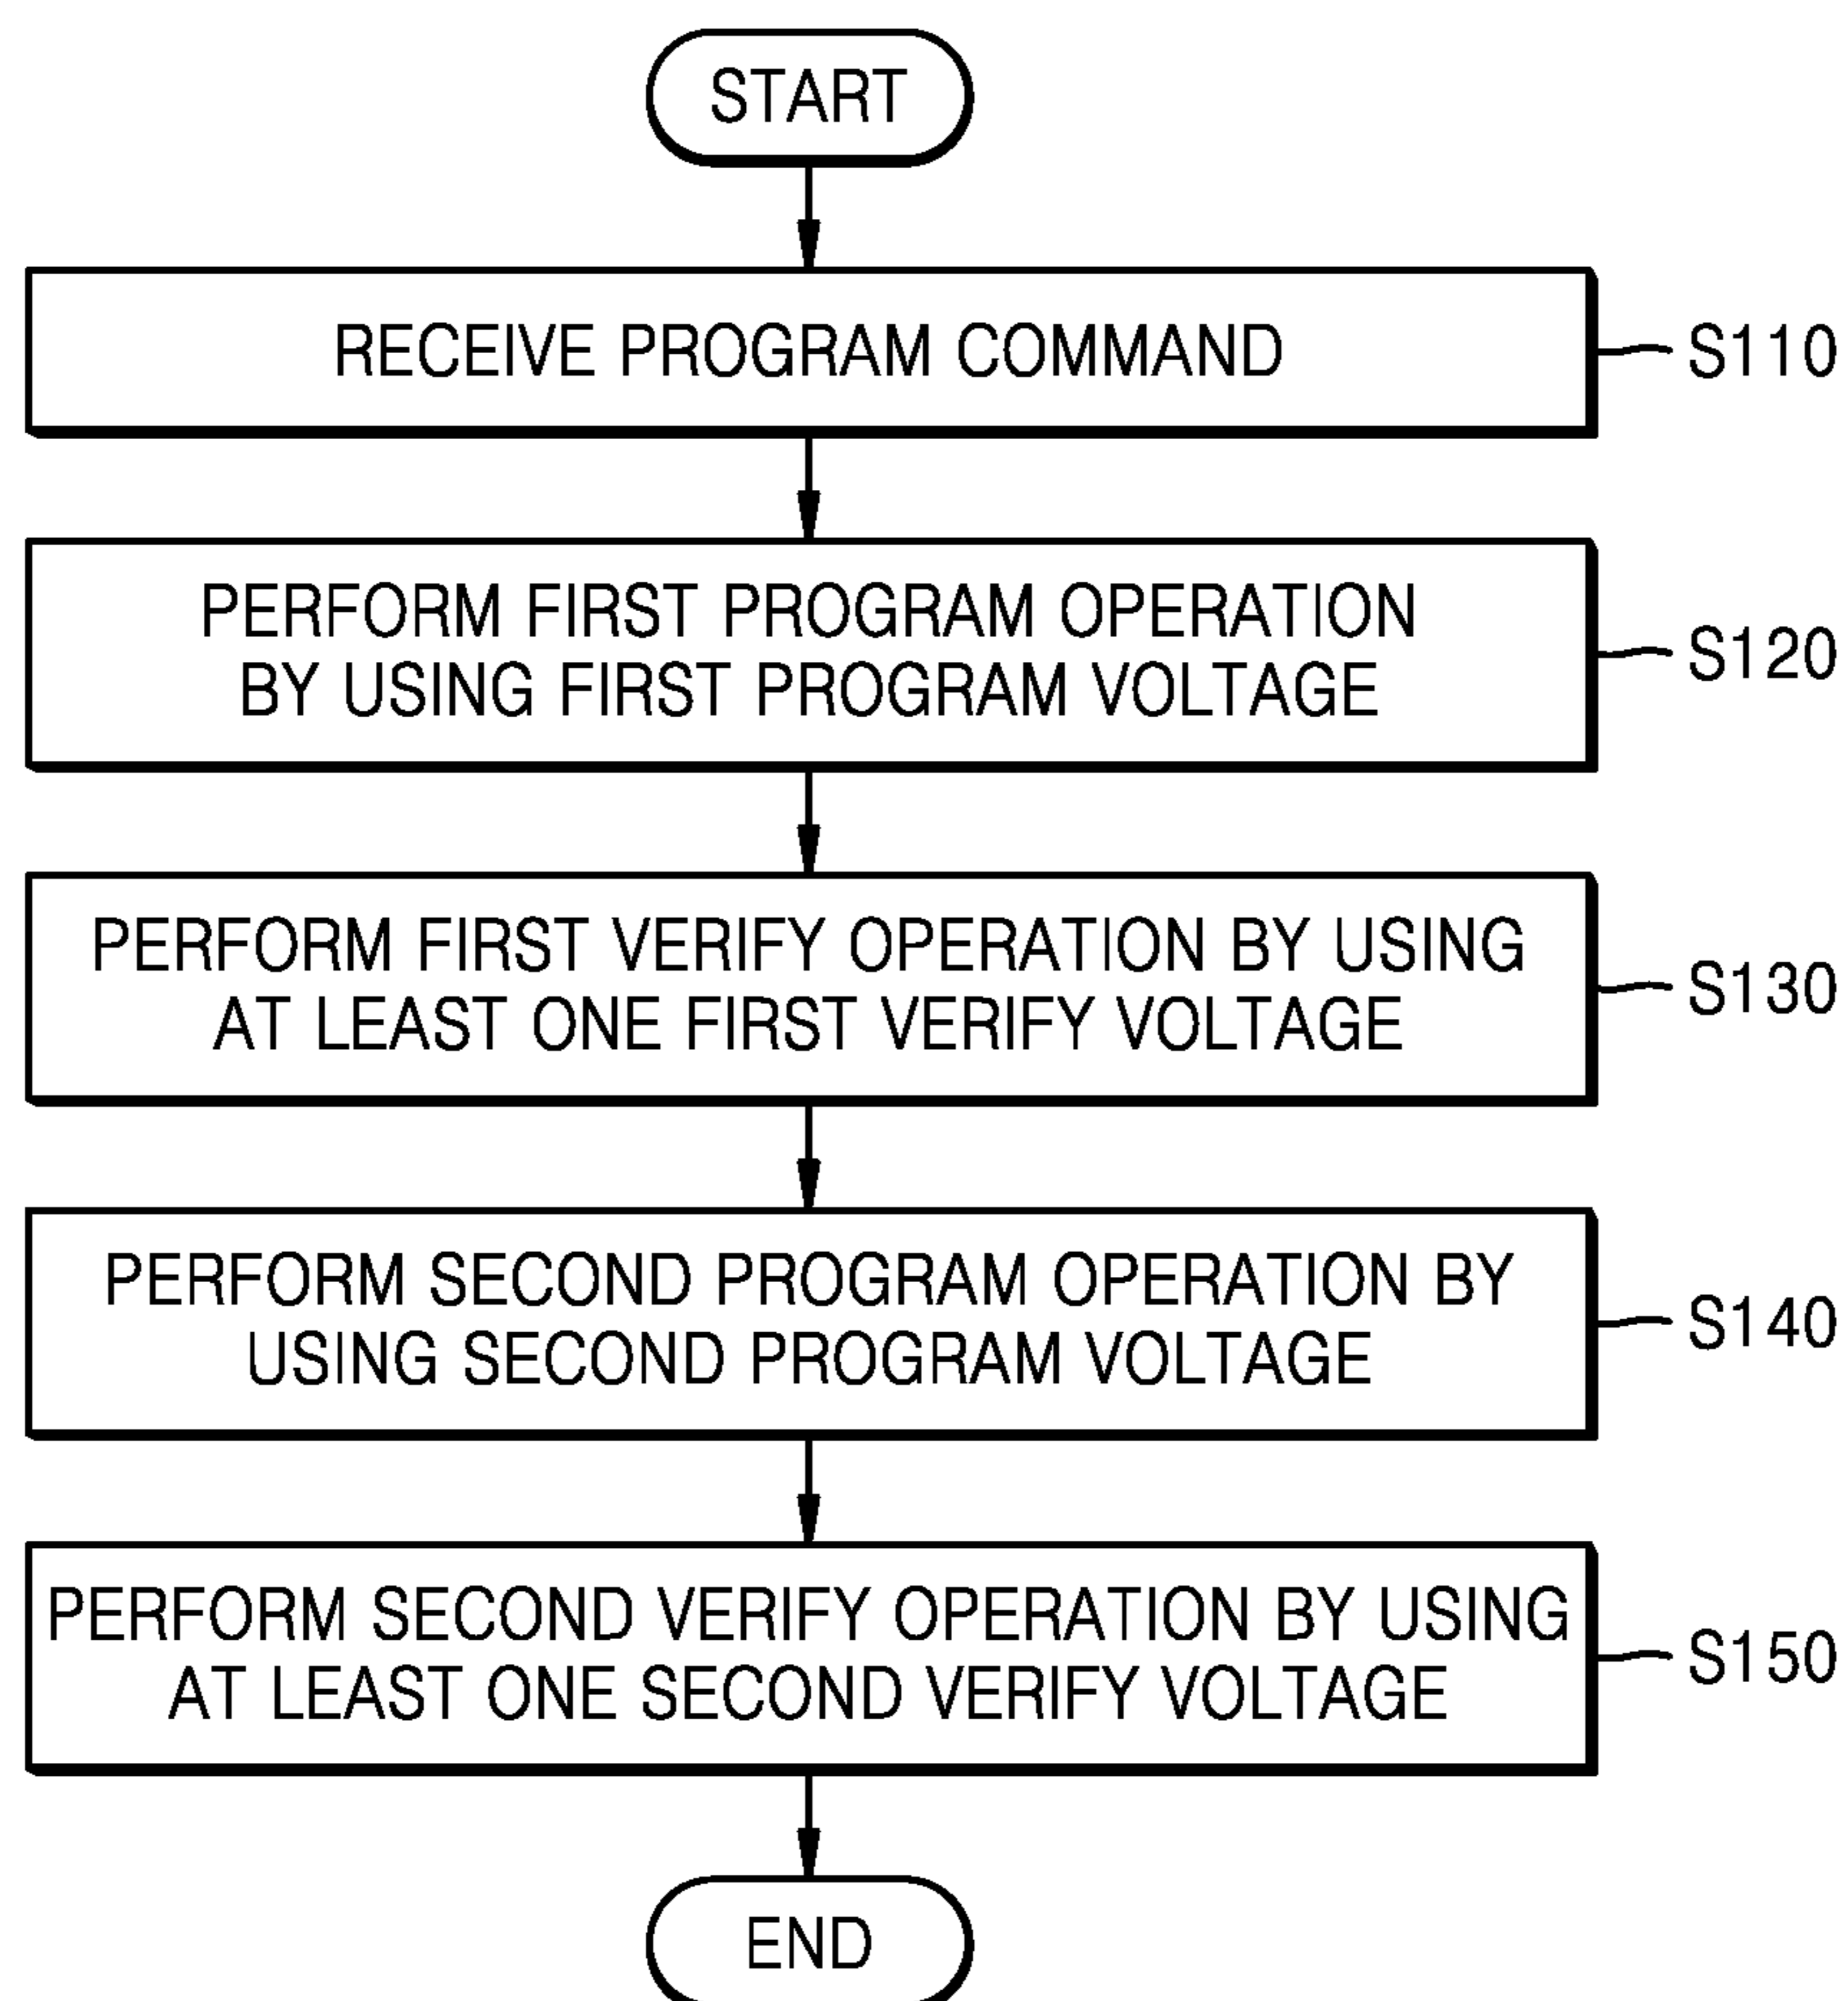 START
RECEIVE PROGRAM COMMAND
S110
PERFORM FIRST PROGRAM OPERATION
BY USING FIRST PROGRAM VOLTAGE
S120
PERFORM FIRST VERIFY OPERATION BY USING
AT LEAST ONE FIRST VERIFY VOLTAGE
S130
PERFORM SECOND PROGRAM OPERATION BY
USING SECOND PROGRAM VOLTAGE
S140
PERFORM SECOND VERIFY OPERATION BY USING
AT LEAST ONE SECOND VERIFY VOLTAGE
S150
END